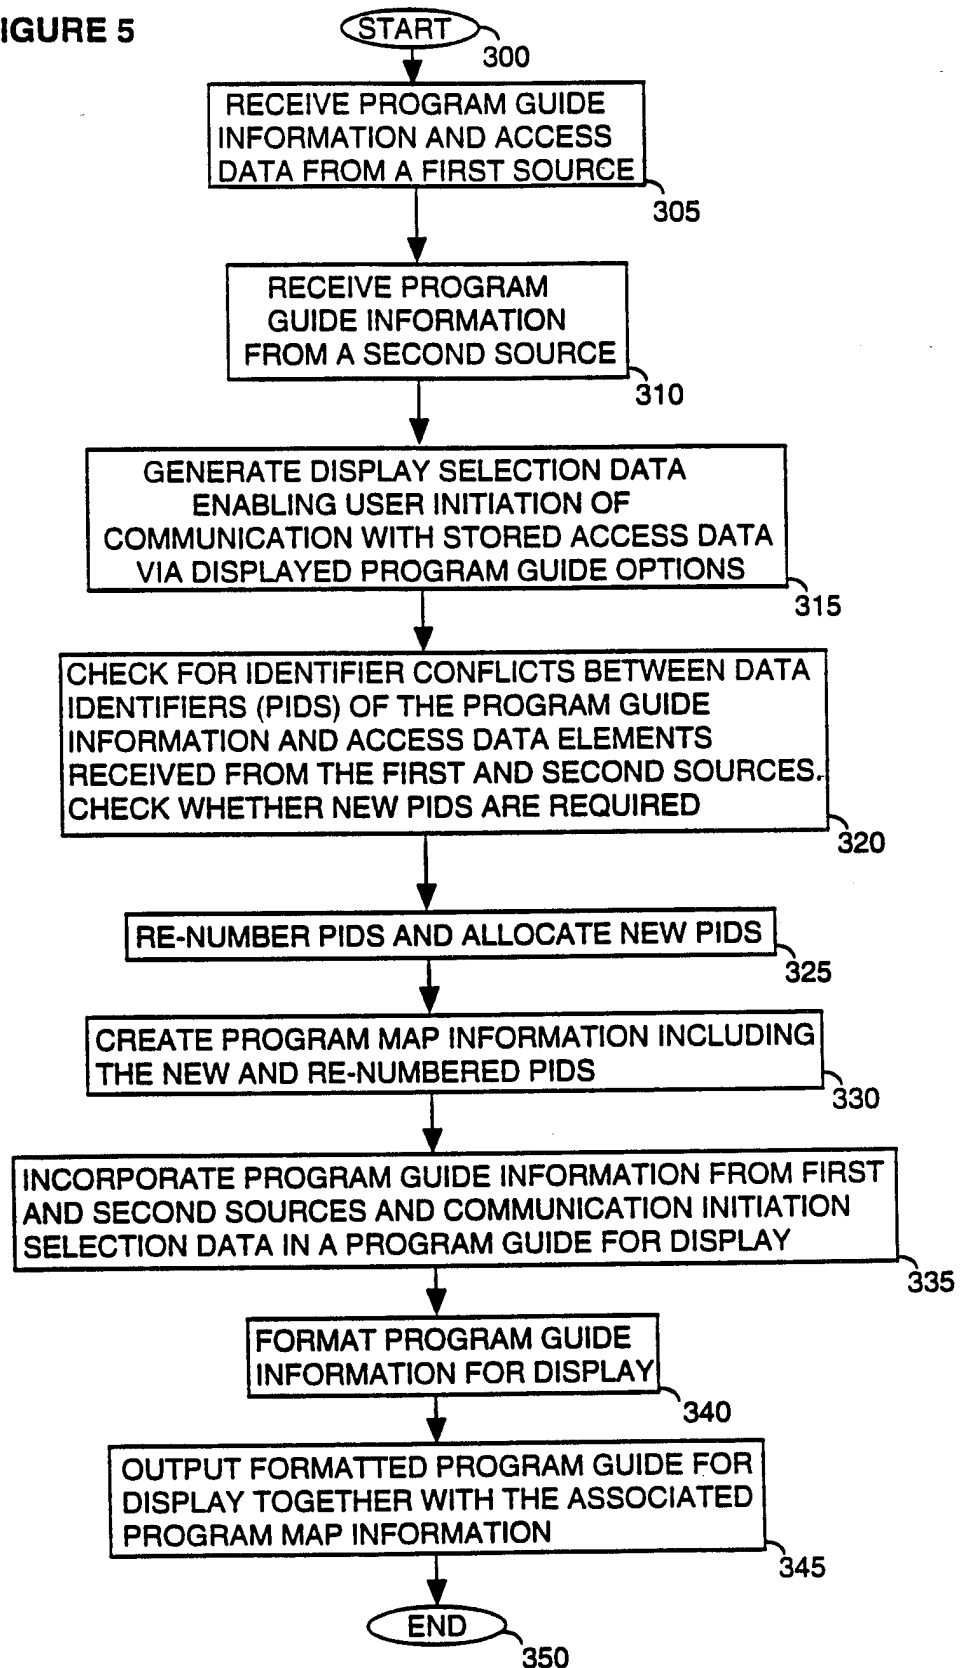 IGURE 5
START
300
RECEIVE PROGRAM GUIDE
INFORMATION AND ACCESS
DATA FROM A FIRST SOURCE
305
RECEIVE PROGRAM
GUIDE INFORMATION
FROM A SECOND SOURCE
310
GENERATE DISPLAY SELECTION DATA
ENABLING USER INITIATION OF
COMMUNICATION WITH STORED ACCESS DATA
VIA DISPLAYED PROGRAM GUIDE OPTIONS
315
CHECK FOR IDENTIFIER CONFLICTS BETWEEN DATA
IDENTIFIERS (PIDS) OF THE PROGRAM GUIDE
INFORMATION AND ACCESS DATA ELEMENTS
RECEIVED FROM THE FIRST AND SECOND SOURCES.
CHECK WHETHER NEW PIDS ARE REQUIRED
320
RE-NUMBER PIDS AND ALLOCATE NEW PIDS
325
CREATE PROGRAM MAP INFORMATION INCLUDING
THE NEW AND RE-NUMBERED PIDS
330
INCORPORATE PROGRAM GUIDE INFORMATION FROM FIRST
AND SECOND SOURCES AND COMMUNICATION INITIATION
SELECTION DATA IN A PROGRAM GUIDE FOR DISPLAY
335
FORMAT PROGRAM GUIDE
INFORMATION FOR DISPLAY
340
OUTPUT FORMATTED PROGRAM GUIDE FOR
DISPLAY TOGETHER WITH THE ASSOCIATED
PROGRAM MAP INFORMATION
345
END
350